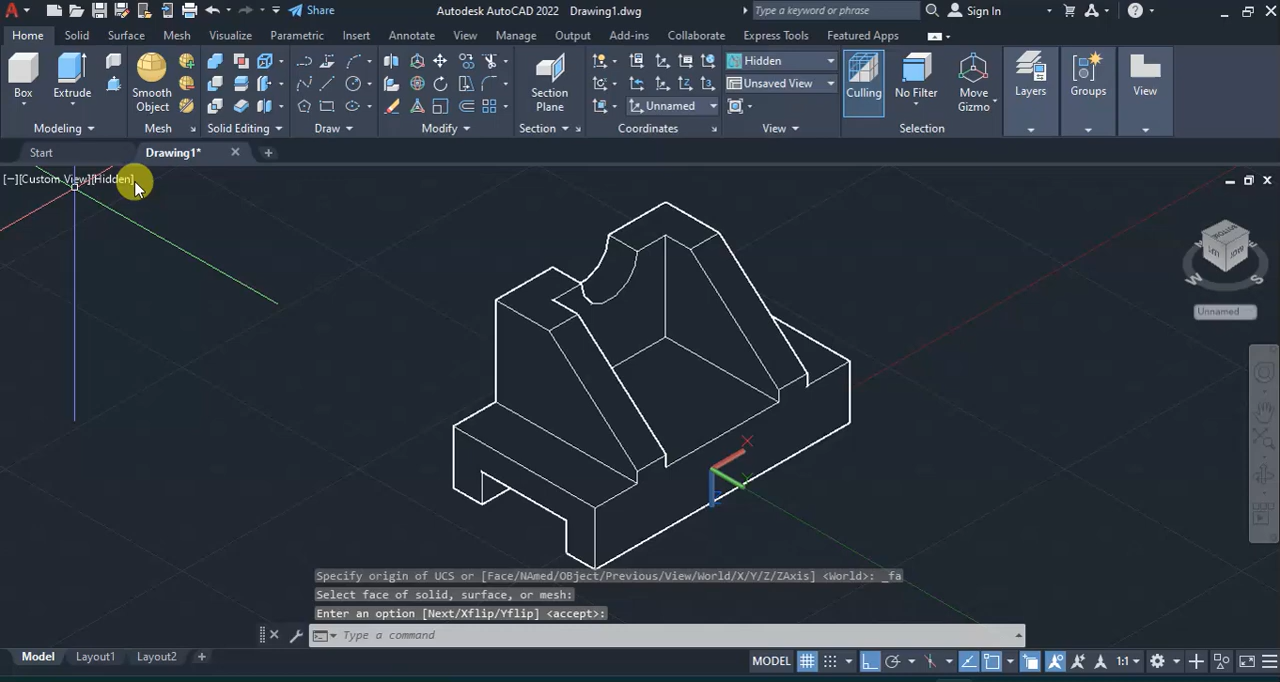 Share
Autodesk AutoCAD 2022 Drawing1.dwg
Type a keyword or phrase
Sign In
Home Solid Surface Mesh Visualize Parametric Insert Annotate View Manage Output Add-ins Collaborate Express Tools Featured Apps
Box
Extrude
Smooth Object
Section Plane
Hidden
Unsaved View
Unnamed
Culling
No Filter
Move Gizmo
Layers
Groups
View
Modeling
Mesh
Solid Editing
Draw
Modify
Section
Coordinates
View
Selection
Start
Drawing1*
[−][Custom View][Hidden]
W
S
Unnamed
X
Specify origin of UCS or [Face/NAmed/OBject/Previous/View/World/X/Y/Z/ZAxis] <World>: _fa
Select face of solid, surface, or mesh:
Enter an option [Next/Xflip/Yflip] <accept>:
Type a command
Model Layout1 Layout2
MODEL
1:1